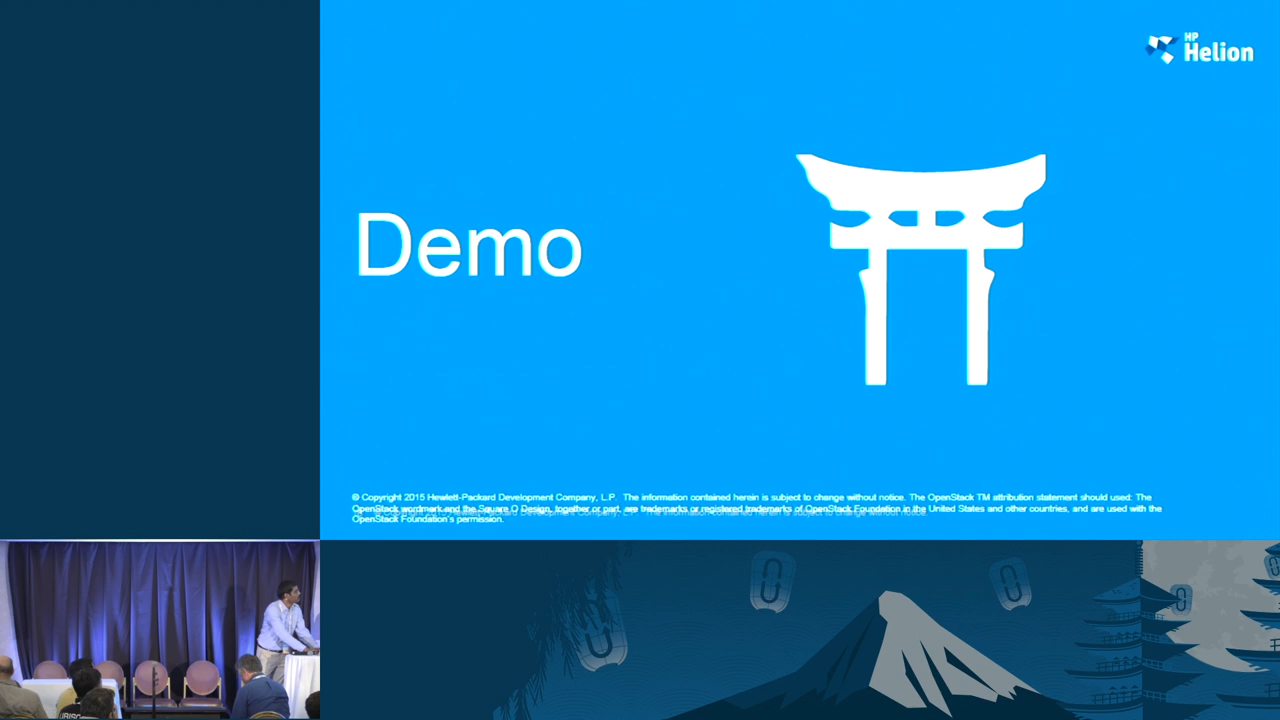 HP
Helion
Demo
© Copyright 2015 Hewlett-Packard Development Company, L.P. The information contained herein is subject to change without notice. The OpenStack TM attribution statement should used: The
OpenStack wordmark and the Square O Design, together or part, are trademarks or registered trademarks of OpenStack Foundation in the United States and other countries, and are used with the
OpenStack Foundation's permission.